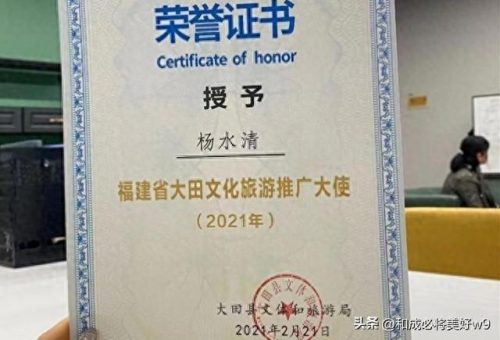 荣誉证书
Certificate of honor
授予
杨水清
福建省大田文化旅游推广大使
（2021年）
大田县文体和旅游局
2021年2月21日
头条 @和成必将美好w9